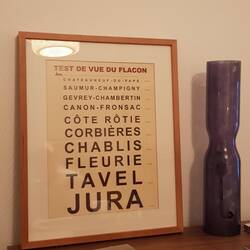 TEST DE VUE DU FLACON
CHATEAUNEUF-DU-PAPE
SAUMUR-CHAMPIGNY
GEVREY-CHAMBERTIN
CANON-FRONSAC
CÔTE RÔTIE
CORBIÈRES
CHABLIS
FLEURIE
TAVEL
JURA